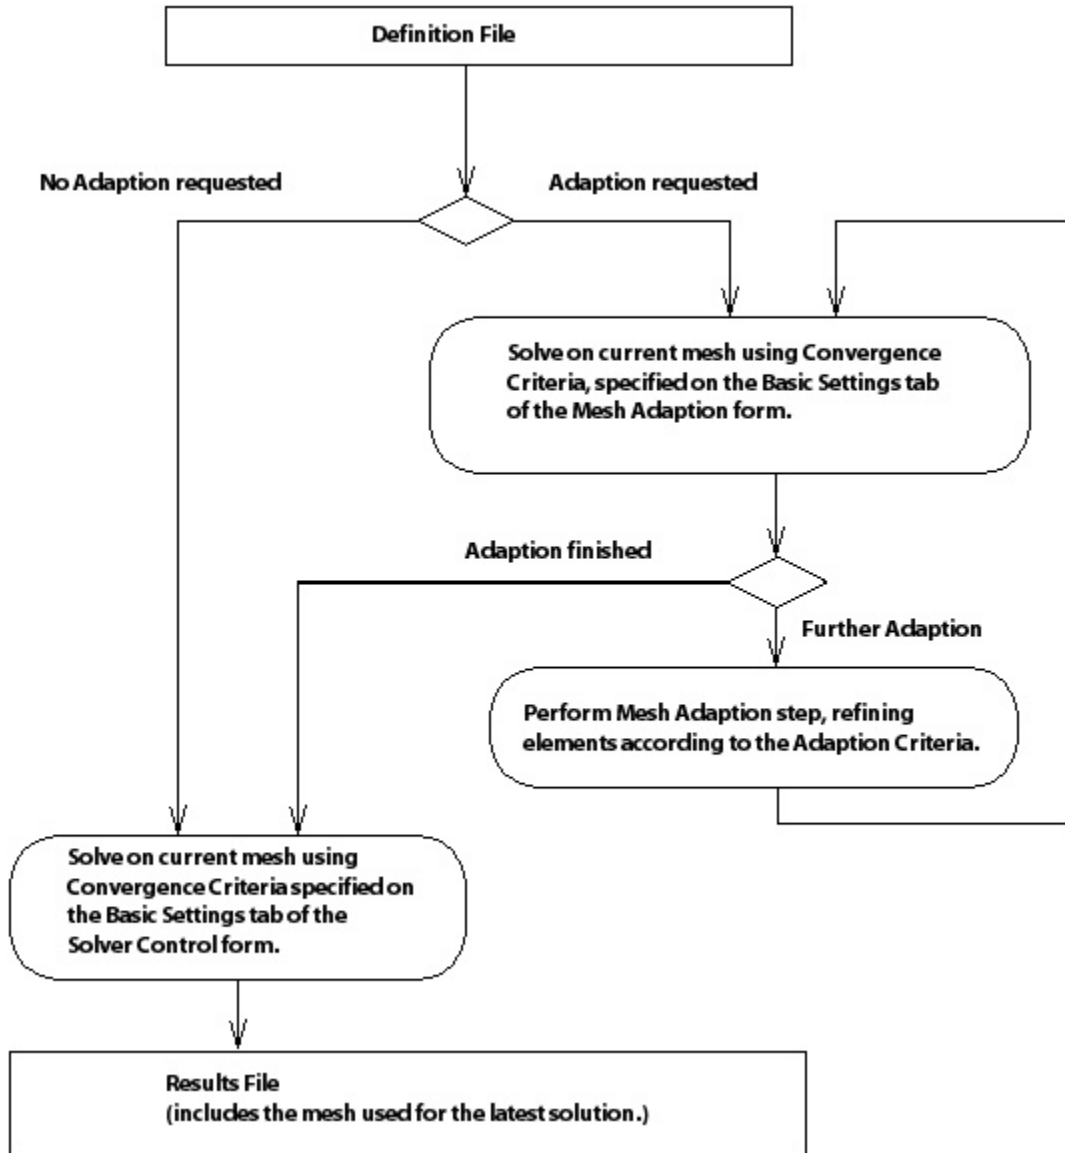 Definition File
No Adaption requested
Adaption requested
Solve on current mesh using Convergence
Criteria, specified on the Basic Settings tab
of the Mesh Adaption form.
Adaption finished
Further Adaption
Perform Mesh Adaption step, refining
elements according to the Adaption Criteria.
Solve on current mesh using
Convergence Criteria specified on
the Basic Settings tab of the
Solver Control form.
Results File
(includes the mesh used for the latest solution.)